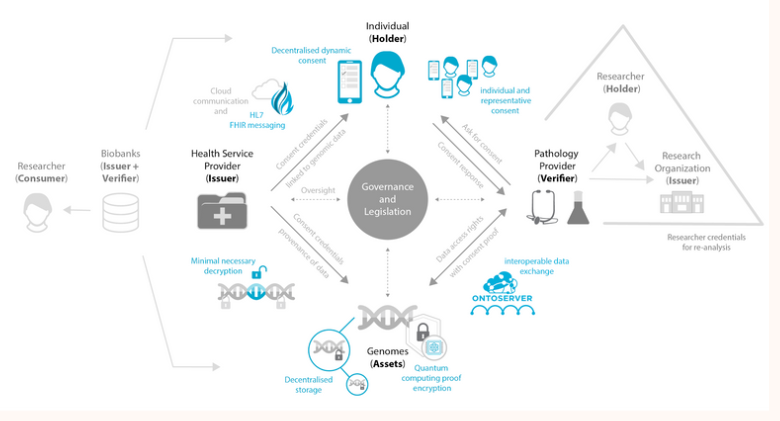 Individual
(Holder)
Decentralised dynamic
consent
individual and
representative
consent
Cloud
communication
and
HL7
FHIR messaging
Researcher
(Holder)
Consent credentials
linked to genomic data
Ask for consent
Consent response
Researcher
(Consumer)
Biobanks
(Issuer +
Verifier)
Health Service
Provider
(Issuer)
Oversight
Governance
and
Legislation
Pathology
Provider
(Verifier)
Research
Organization
(Issuer)
Researcher credentials
for re-analysis
Consent credentials
provenance of data
Data access rights
with consent proof
Minimal necessary
decryption
interoperable data
exchange
ONTOSERVER
Genomes
(Assets)
Decentralised
storage
Quantum
computing proof
encryption